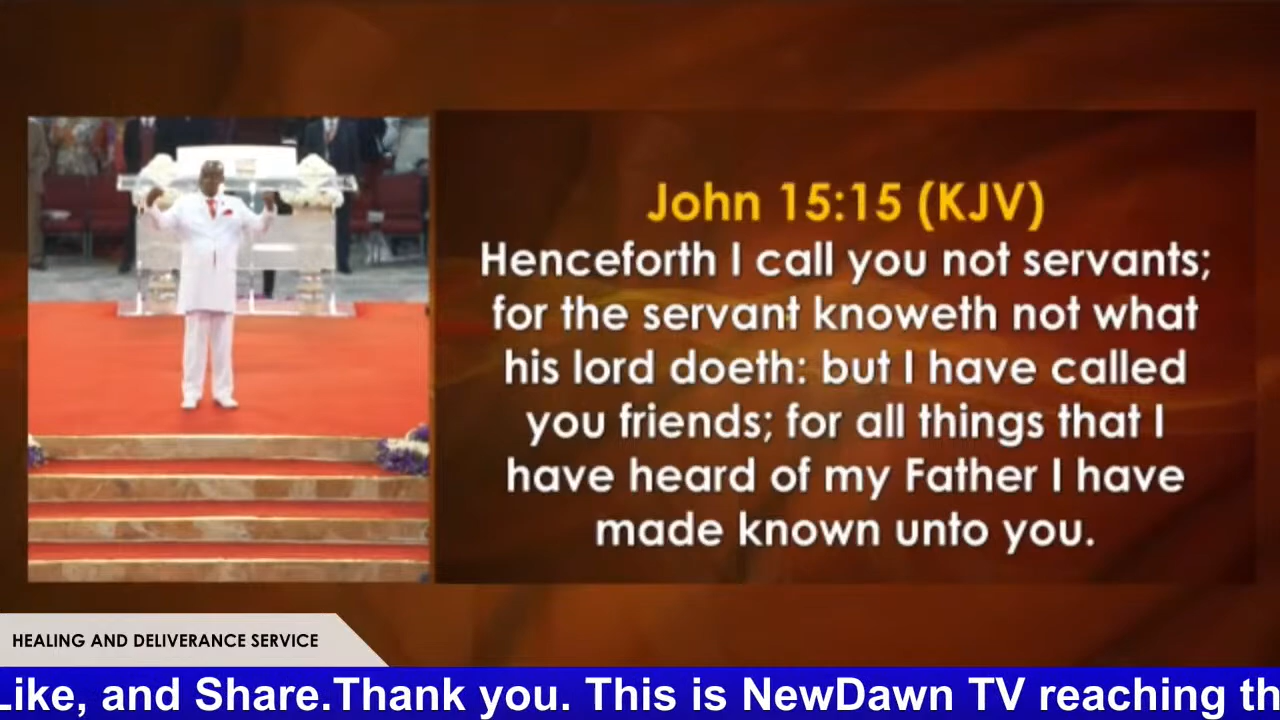 John 15:15 (KJV)
Henceforth I call you not servants;
for the servant knoweth not what
his lord doeth: but I have called
you friends; for all things that I
have heard of my Father I have
made known unto you.
HEALING AND DELIVERANCE SERVICE
Like, and Share.Thank you. This is NewDawn TV reaching th